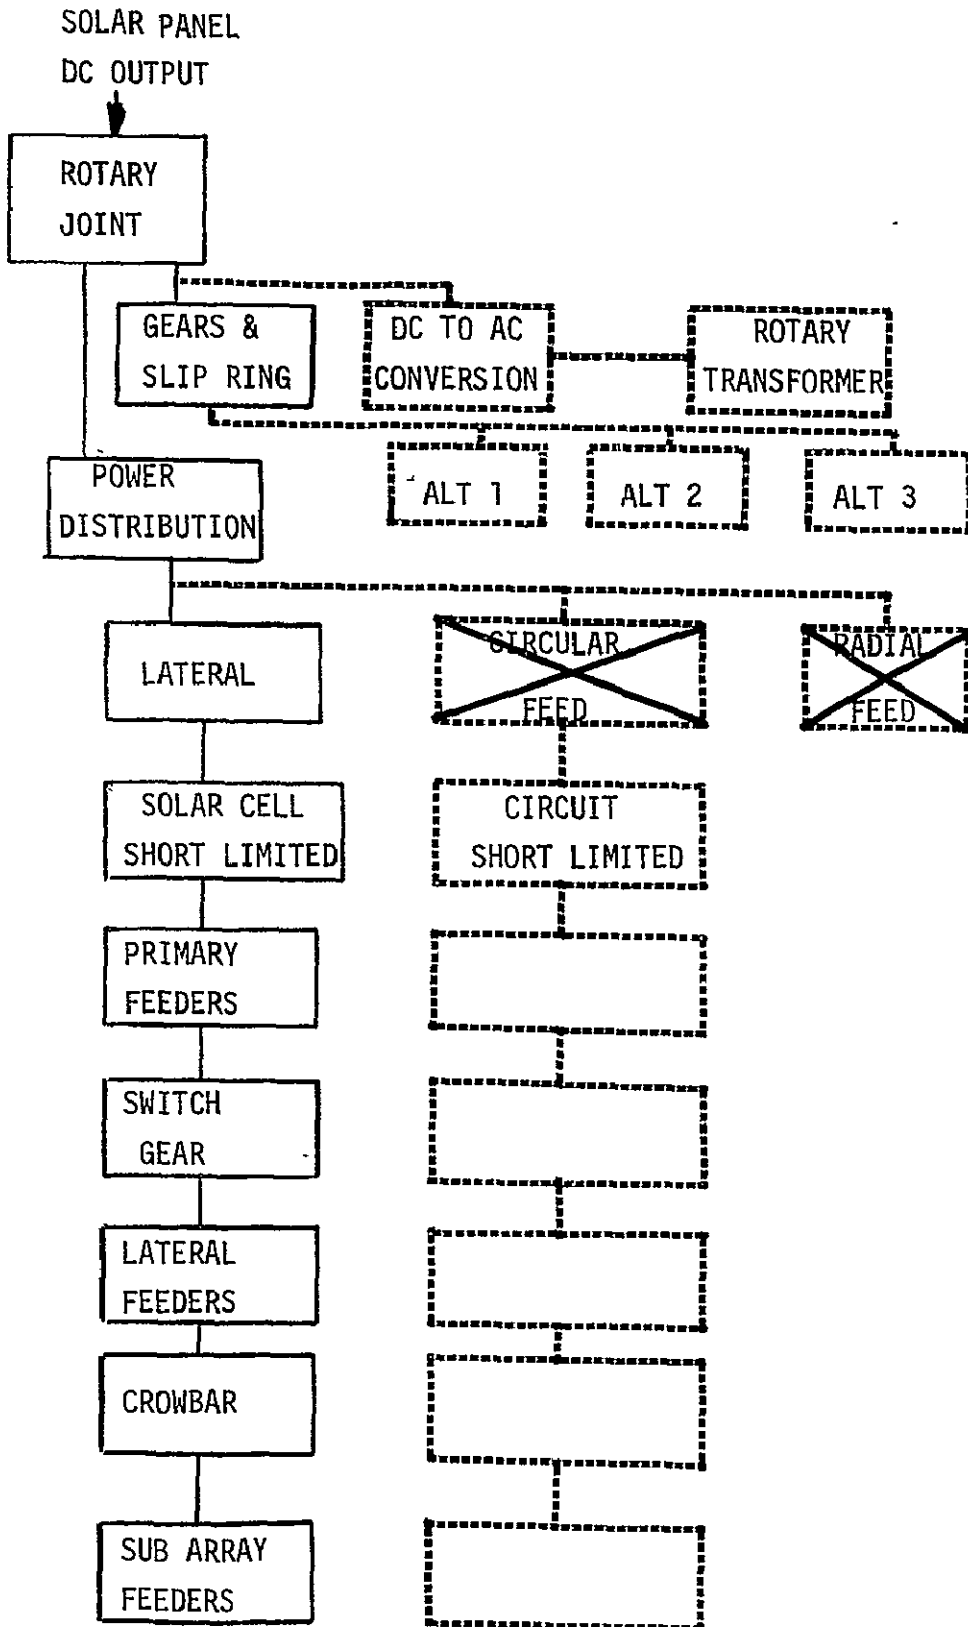 SOLAR PANEL
DC OUTPUT
ROTARY
JOINT
GEARS &
SLIP RING
DC TO AC
CONVERSION
ROTARY
TRANSFORMER
ALT 1
ALT 2
ALT 3
POWER
DISTRIBUTION
LATERAL
CIRCULAR
FEED
RADIAL
FEED
SOLAR CELL
SHORT LIMITED
CIRCUIT
SHORT LIMITED
PRIMARY
FEEDERS
SWITCH
GEAR
LATERAL
FEEDERS
CROWBAR
SUB ARRAY
FEEDERS